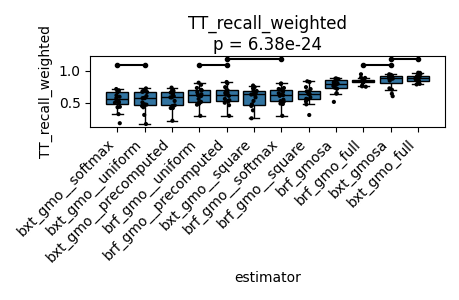 TT_recall_weighted
p = 6.38e-24
TT_recall_weighted
1.0
0.5
bxt_gmo__softmax
bxt_gmo__uniform
bxt_gmo__precomputed
brf_gmo__uniform
brf_gmo__precomputed
bxt_gmo__square
brf_gmo__softmax
brf_gmo__square
brf_gmosa
brf_gmo_full
bxt_gmosa
bxt_gmo_full
estimator